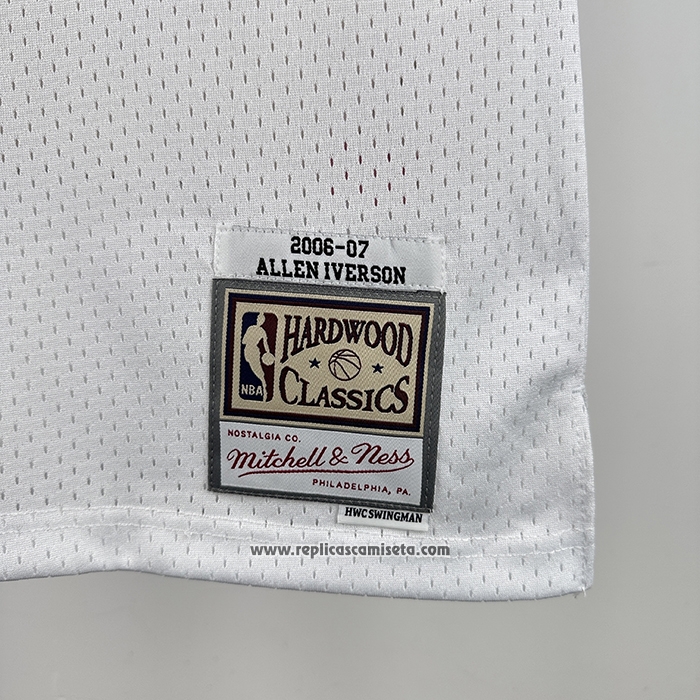 2006-07
ALLEN IVERSON
HARDWOOD
NBA
CLASSICS
NOSTALGIA CO.
Mitchell & Ness
PHILADELPHIA, PA.
HWC SWINGMAN
www.replicascamiseta.com